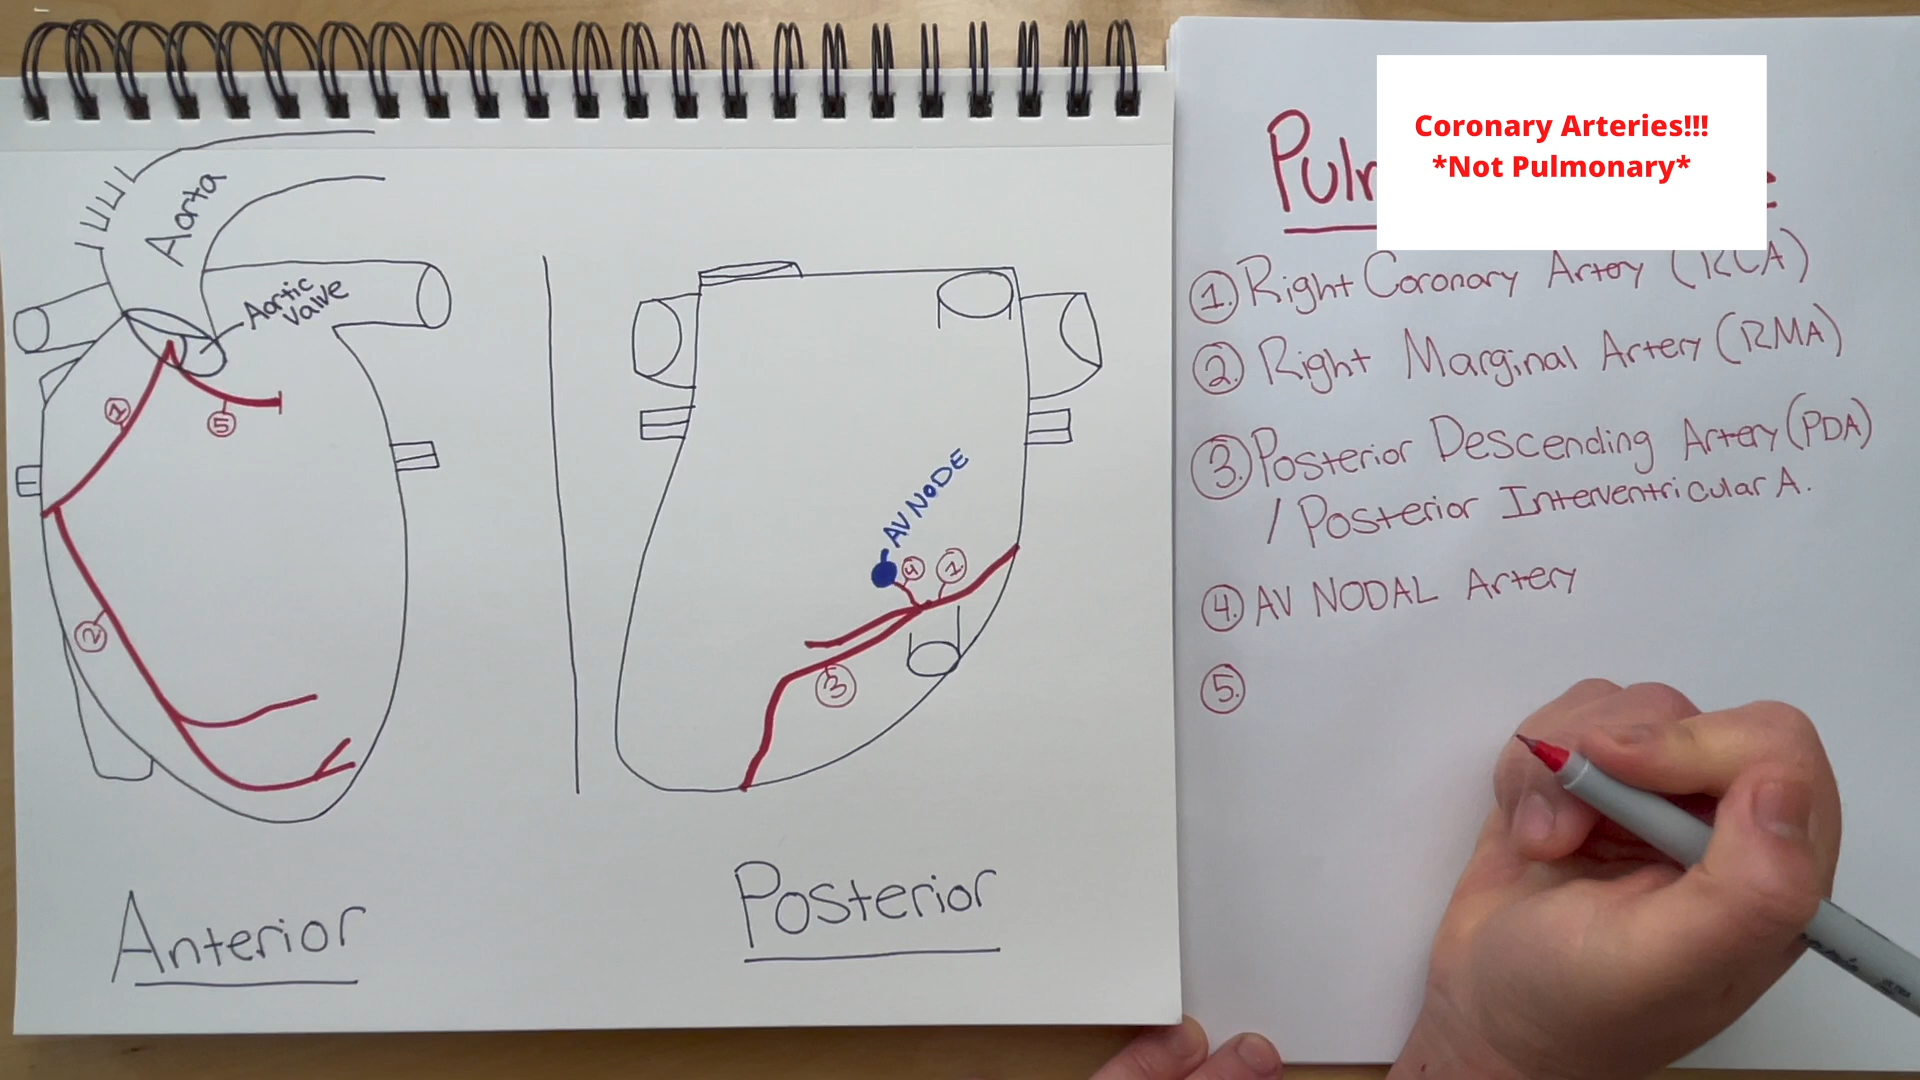 Aorta
Aortic
Valve
1
5
2
Anterior
AV NODE
4
1
3
Posterior
Coronary Arteries!!!
*Not Pulmonary*
1. Right Coronary Artery (RCA)
2. Right Marginal Artery (RMA)
3. Posterior Descending Artery (PDA)
/ Posterior Interventricular A.
4. AV NODAL Artery
5.